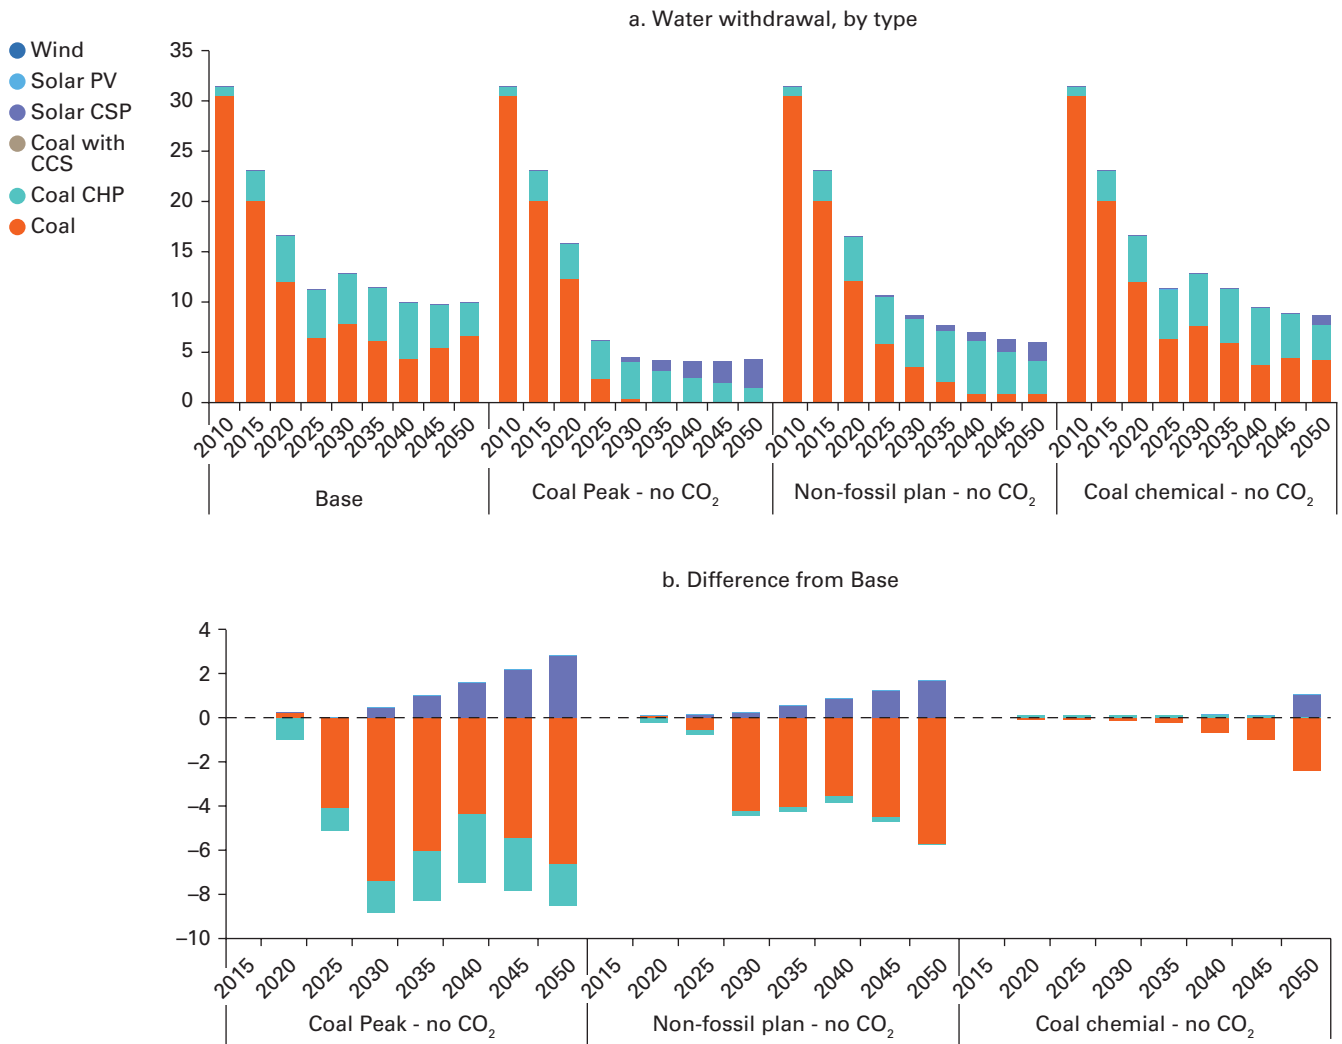 a. Water withdrawal, by type
Wind
Solar PV
Solar CSP
Coal with
CCS
Coal CHP
Coal
35
30
25
20
15
10
5
0
2010 2015 2020 2025 2030 2035 2040 2045 2050 2010 2015 2020 2025 2030 2035 2040 2045 2050 2010 2015 2020 2025 2030 2035 2040 2045 2050 2010 2015 2020 2025 2030 2035 2040 2045 2050
Base Coal Peak - no CO₂ Non-fossil plan - no CO₂ Coal chemical - no CO₂
b. Difference from Base
4
2
0
−2
−4
−6
−8
−10
2015 2020 2025 2030 2035 2040 2045 2050 2015 2020 2025 2030 2035 2040 2045 2050 2015 2020 2025 2030 2035 2040 2045 2050
Coal Peak - no CO₂ Non-fossil plan - no CO₂ Coal chemial - no CO₂